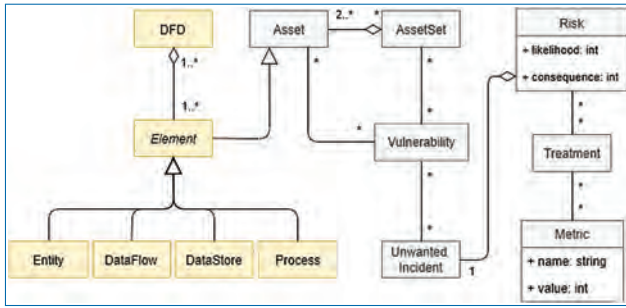 DFD
1..*
1..*
Element
Entity
DataFlow
DataStore
Process
Asset
2..*
*
AssetSet
*
*
*
*
Vulnerability
*
*
Unwanted
Incident
1
Risk
+ likelihood: int
+ consequence: int
*
*
Treatment
*
*
Metric
+ name: string
+ value: int